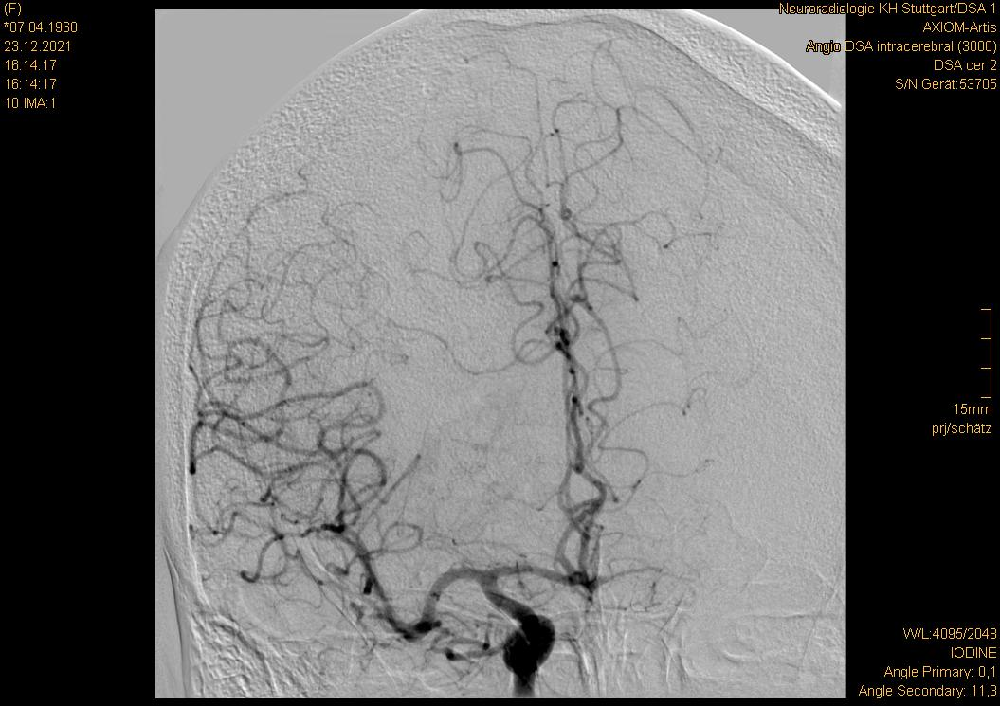 (F)
*07.04.1968
23.12.2021
16:14:17
16:14:17
10 IMA:1
Neuroradiologie KH Stuttgart/DSA 1
AXIOM-Artis
Angio DSA intracerebral (3000)
DSA cer 2
S/N Gerät:53705
15mm
prj/schätz
W/L:4095/2048
IODINE
Angle Primary: 0,1
Angle Secondary: 11,3